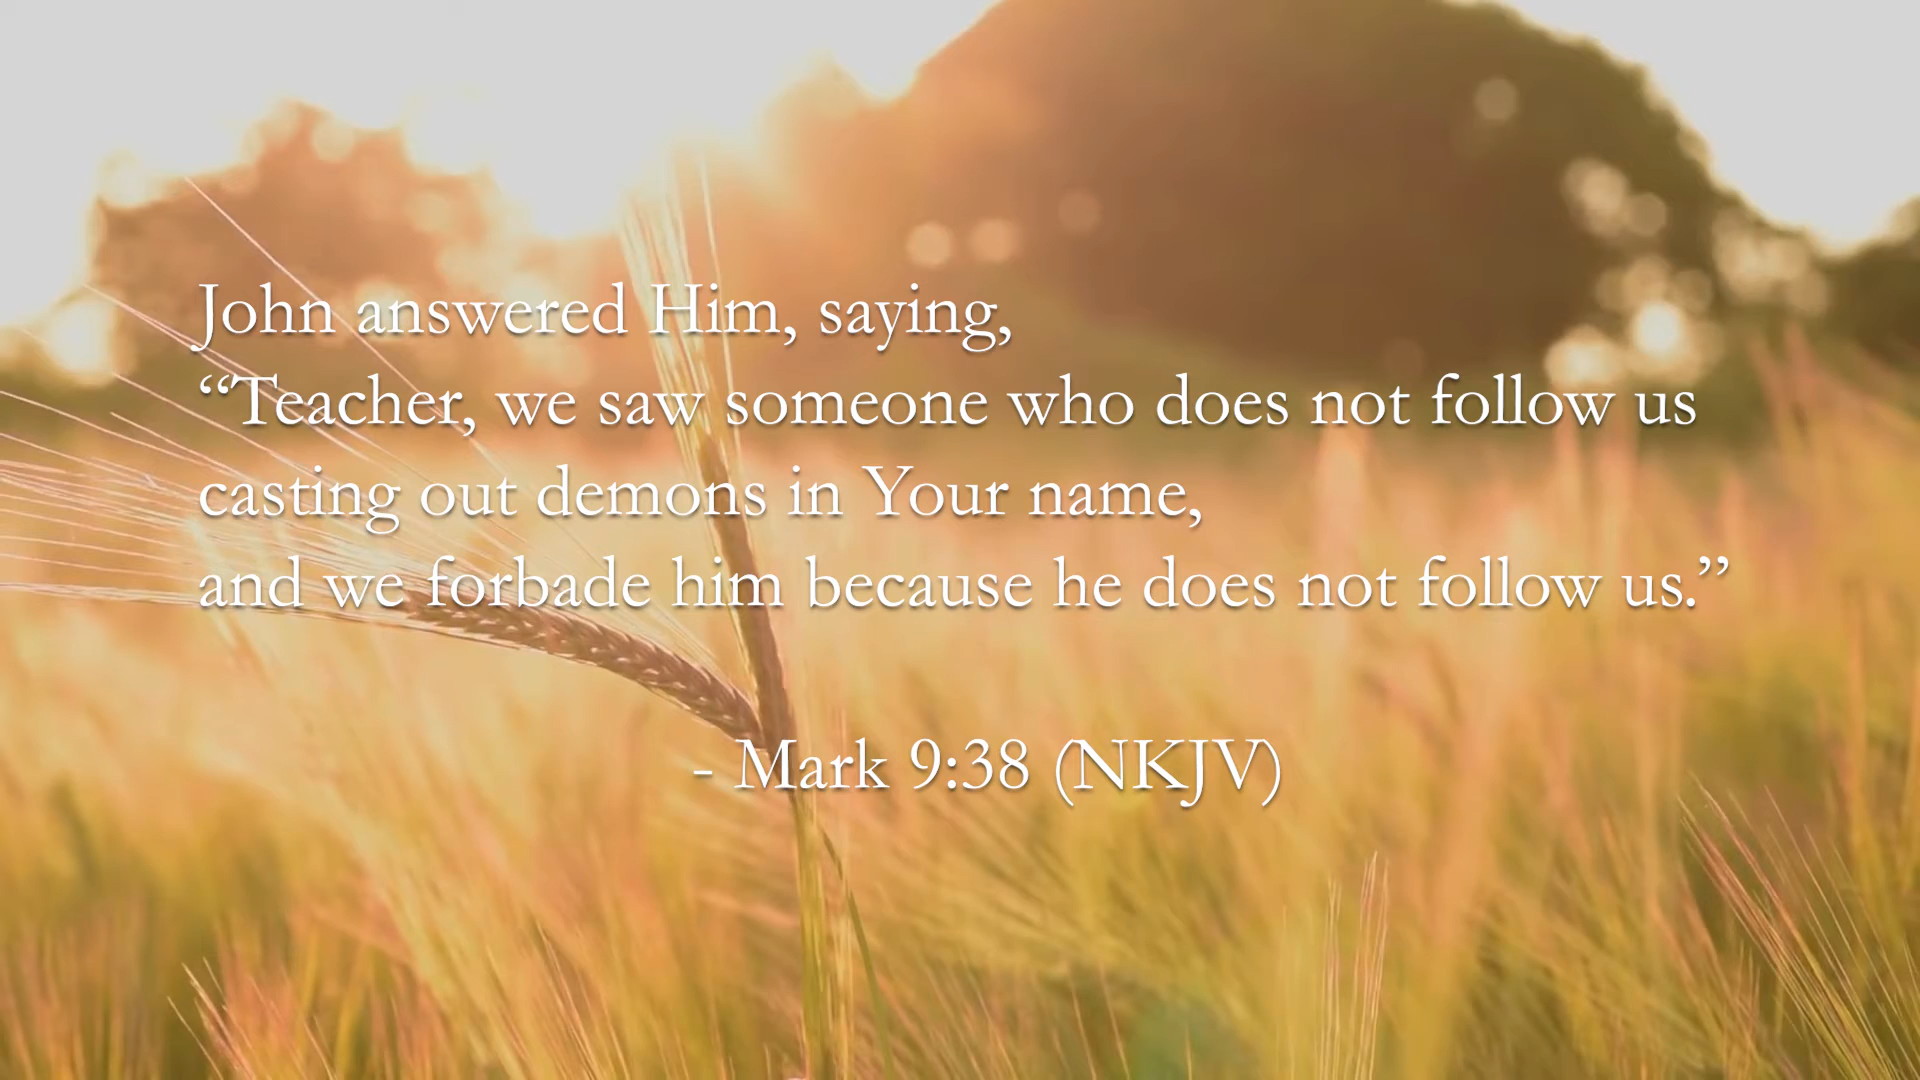 John answered Him, saying,
“Teacher, we saw someone who does not follow us
casting out demons in Your name,
and we forbade him because he does not follow us.”
- Mark 9:38 (NKJV)